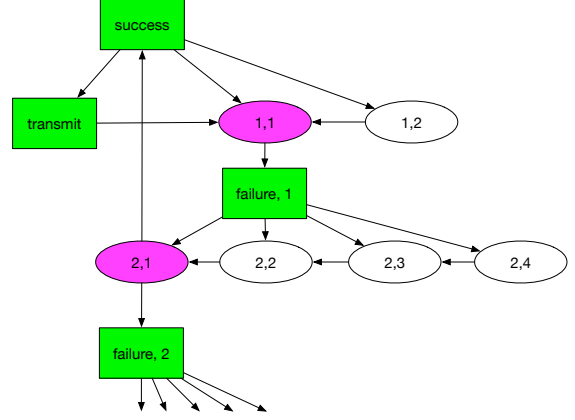 success
transmit
1,1
1,2
failure, 1
2,1
2,2
2,3
2,4
failure, 2